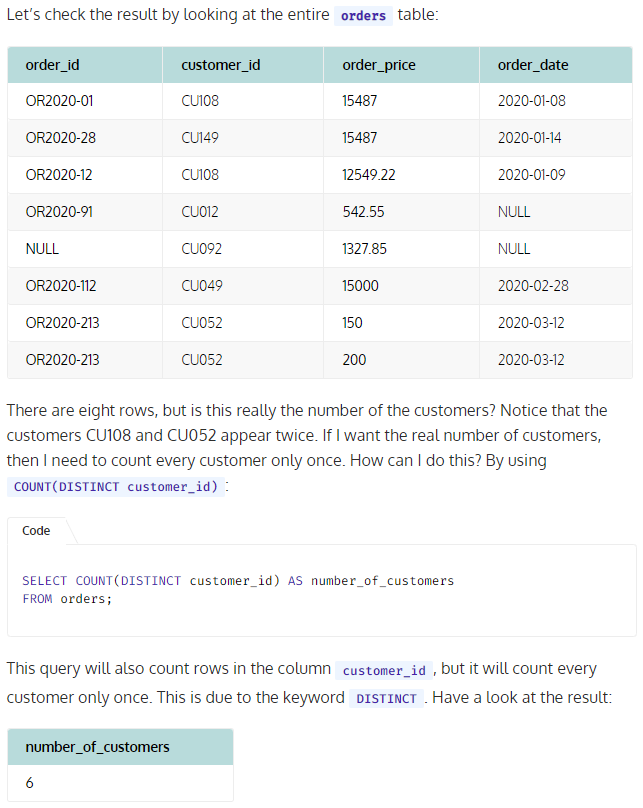 Let's check the result by looking at the entire orders table:
order_id customer_id order_price order_date
OR2020-01 CU108 15487 2020-01-08
OR2020-28 CU149 15487 2020-01-14
OR2020-12 CU108 12549.22 2020-01-09
OR2020-91 CU012 542.55 NULL
NULL CU092 1327.85 NULL
OR2020-112 CU049 15000 2020-02-28
OR2020-213 CU052 150 2020-03-12
OR2020-213 CU052 200 2020-03-12
There are eight rows, but is this really the number of the customers? Notice that the
customers CU108 and CU052 appear twice. If I want the real number of customers,
then I need to count every customer only once. How can I do this? By using
COUNT(DISTINCT customer_id) :
Code
SELECT COUNT(DISTINCT customer_id) AS number_of_customers
FROM orders;
This query will also count rows in the column customer_id , but it will count every
customer only once. This is due to the keyword DISTINCT . Have a look at the result:
number_of_customers
6